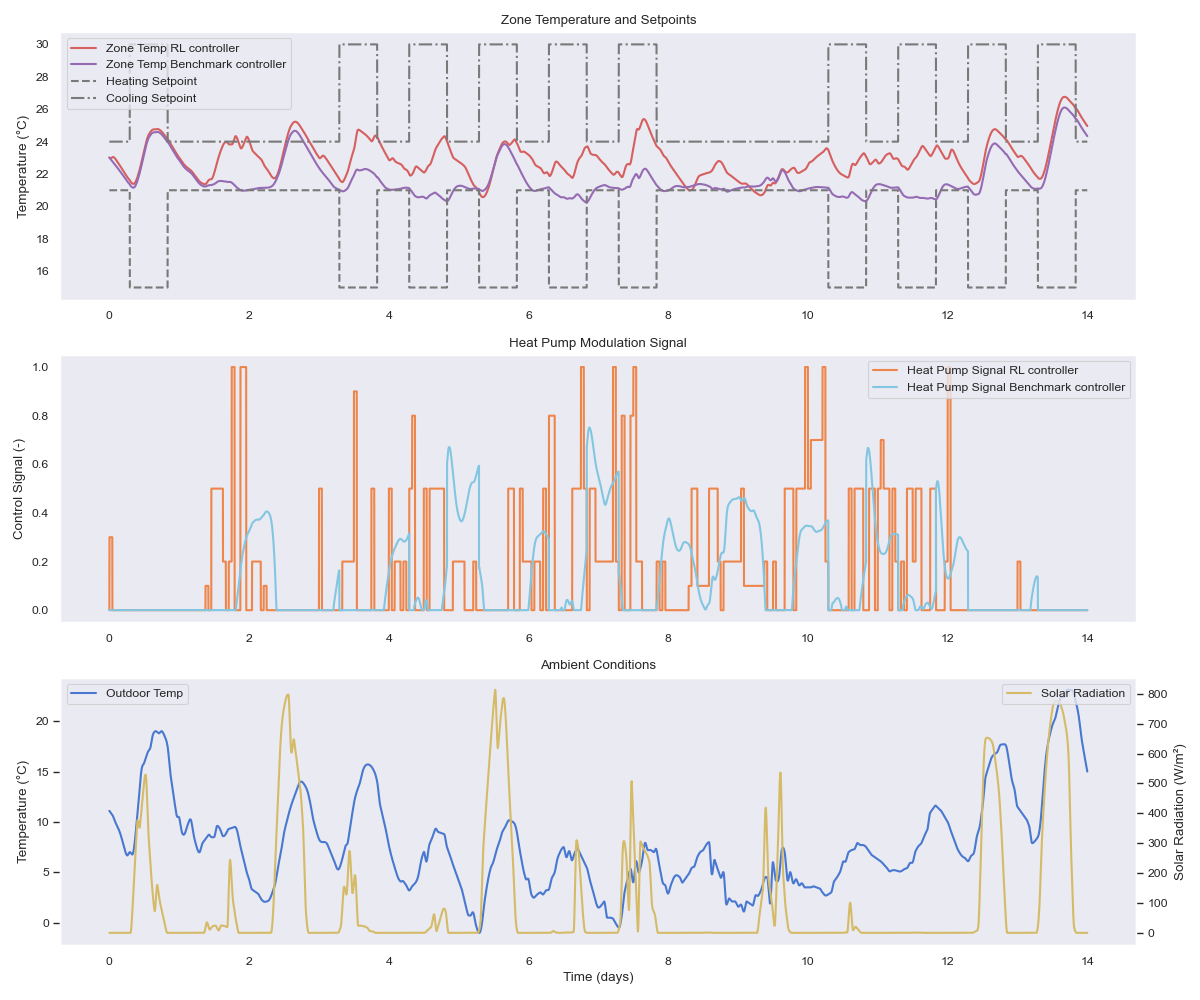 Zone Temperature and Setpoints
Zone Temp RL controller
Zone Temp Benchmark controller
Heating Setpoint
Cooling Setpoint
Temperature (°C)
30
28
26
24
22
20
18
16
0 2 4 6 8 10 12 14
Heat Pump Modulation Signal
Heat Pump Signal RL controller
Heat Pump Signal Benchmark controller
Control Signal (-)
1.0
0.8
0.6
0.4
0.2
0.0
0 2 4 6 8 10 12 14
Ambient Conditions
Outdoor Temp
Solar Radiation
Temperature (°C)
20
15
10
5
0
Solar Radiation (W/m²)
800
700
600
500
400
300
200
100
0
0 2 4 6 8 10 12 14
Time (days)